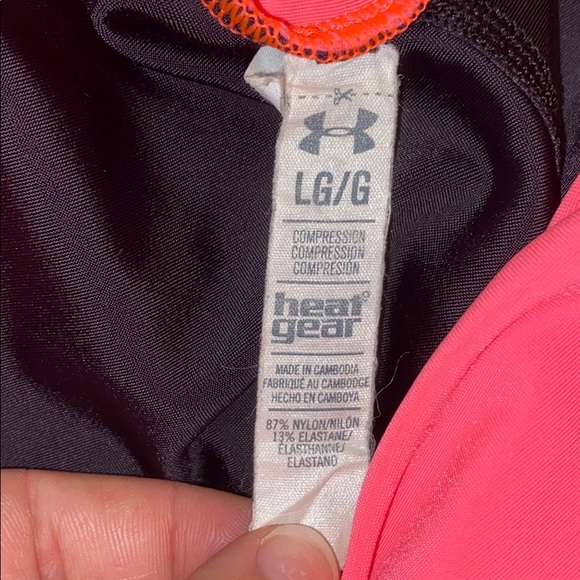 LG/G
COMPRESSION
COMPRESSION
COMPRESIÓN
heat
gear
MADE IN CAMBODIA
FABRIQUÉ AU CAMBODGE
HECHO EN CAMBOYA
87% NYLON/NILÓN
13% ELASTANE/
ÉLASTHANNE/
ELASTANO